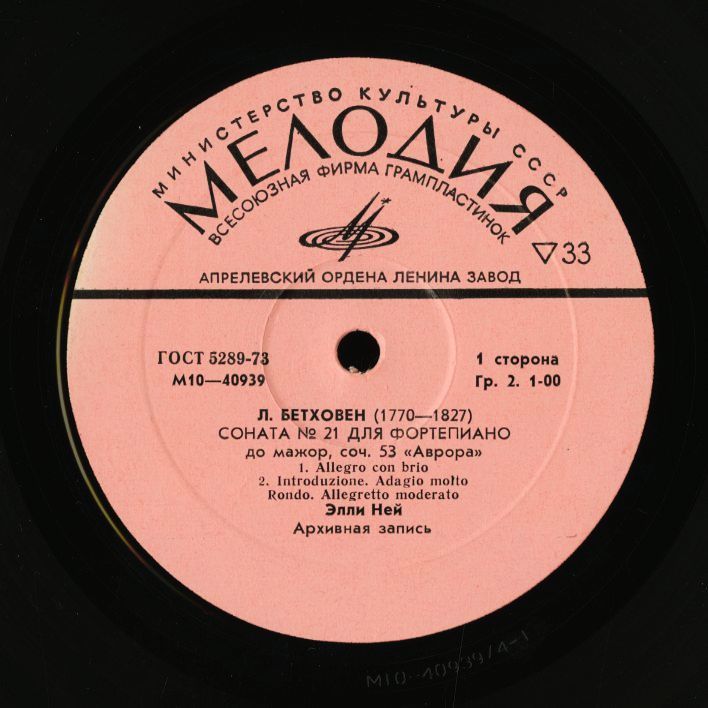 МИНИСТЕРСТВО КУЛЬТУРЫ СССР
МЕЛОДИЯ
ВСЕСОЮЗНАЯ ФИРМА ГРАМПЛАСТИНОК
▽33
АПРЕЛЕВСКИЙ ОРДЕНА ЛЕНИНА ЗАВОД
ГОСТ 5289-73
1 сторона
М10—40939
Гр. 2. 1-00
Л. БЕТХОВЕН (1770—1827)
СОНАТА № 21 ДЛЯ ФОРТЕПИАНО
до мажор, соч. 53 «Аврора»
1. Allegro con brio
2. Introduzione. Adagio molto
Rondo. Allegretto moderato
Элли Ней
Архивная запись
М10-40939/4-1